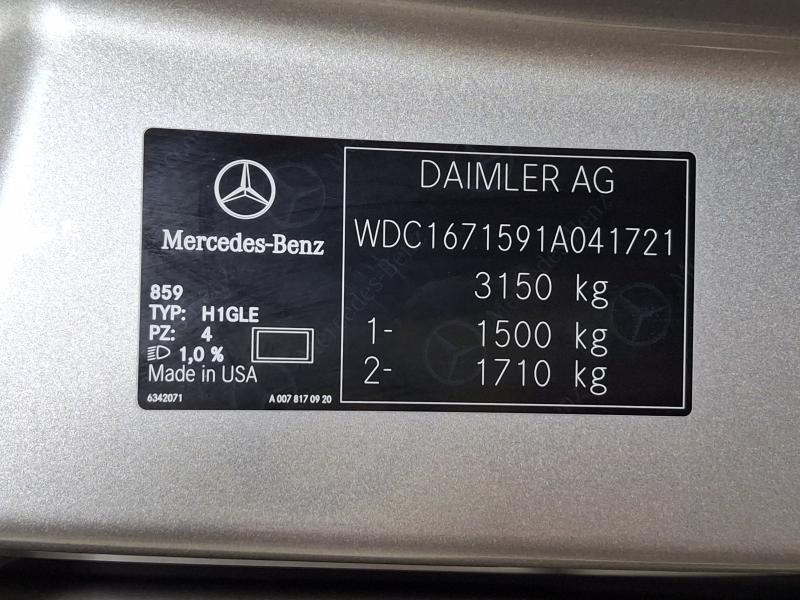 Mercedes-Benz
859
TYP: H1GLE
PZ: 4
1,0 %
Made in USA
6342071
A 007 817 09 20
DAIMLER AG
WDC1671591A041721
3150 kg
1- 1500 kg
2- 1710 kg